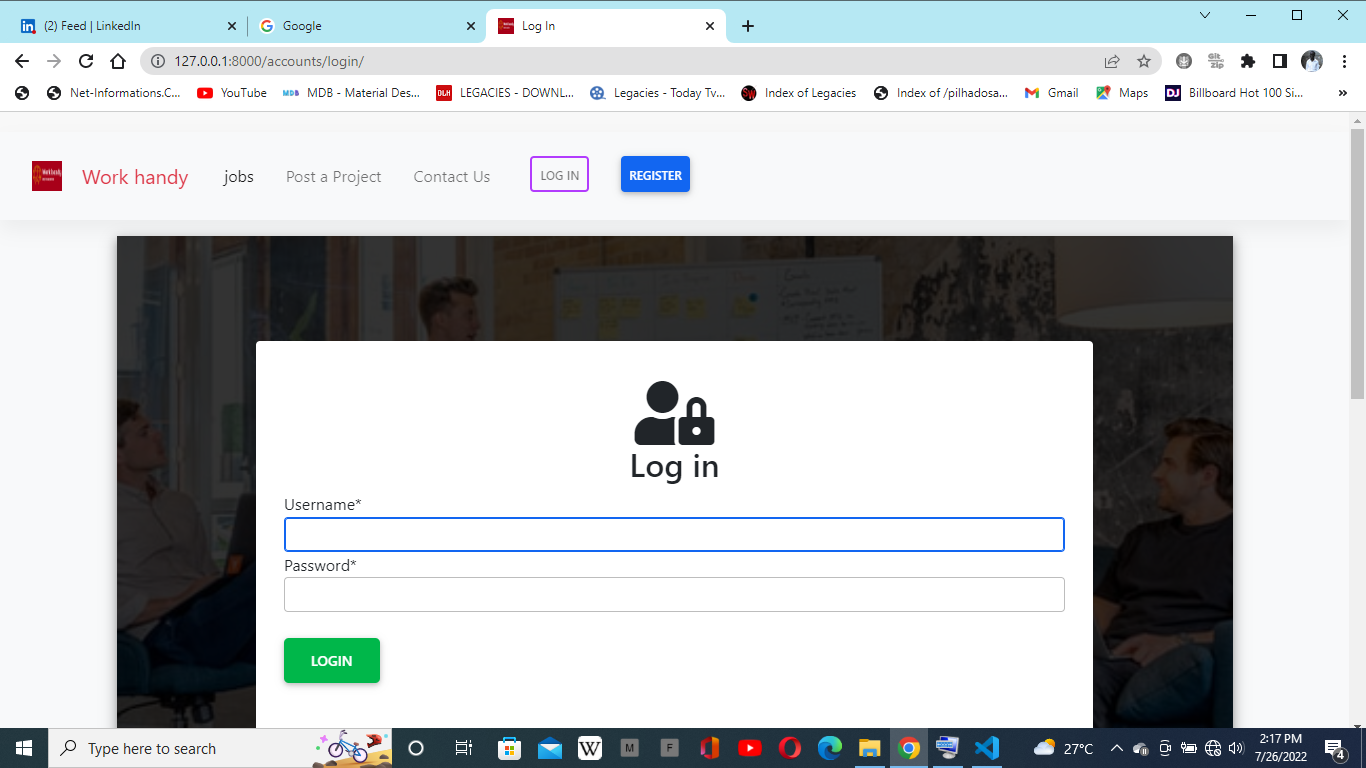 (2) Feed | LinkedIn
Google
Log In
127.0.0.1:8000/accounts/login/
Net-Informations.C...
YouTube
MDB - Material Des...
DLH
LEGACIES - DOWNL...
Legacies - Today Tv...
Index of Legacies
Index of /pilhadosa...
Gmail
Maps
DJ
Billboard Hot 100 Si...
»
Work handy
jobs
Post a Project
Contact Us
LOG IN
REGISTER
Log in
Username*
Password*
LOGIN
Type here to search
W
M
F
27°C
2:17 PM
7/26/2022
4